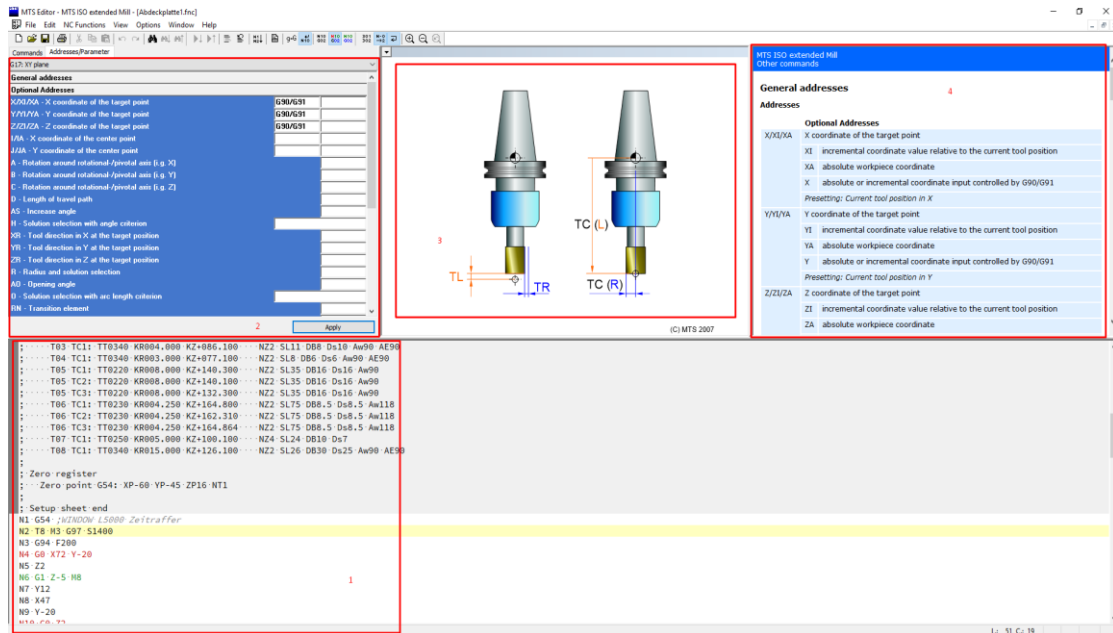 MTS Editor - MTS ISO extended Mill - [Abdeckplatte1.fnc]
File Edit NC Functions View Options Window Help
Commands Addresses/Parameter
G17: XY plane
General addresses
Optional Addresses
X/XI/XA - X coordinate of the target point G90/G91
Y/YI/YA - Y coordinate of the target point G90/G91
Z/ZI/ZA - Z coordinate of the target point G90/G91
I/IA - X coordinate of the center point
J/JA - Y coordinate of the center point
A - Rotation around rotational-/pivotal axis (i.g. X)
B - Rotation around rotational-/pivotal axis (i.g. Y)
C - Rotation around rotational-/pivotal axis (i.g. Z)
D - Length of travel path
AS - Increase angle
H - Solution selection with angle criterion
XR - Tool direction in X at the target position
YR - Tool direction in Y at the target position
ZR - Tool direction in Z at the target position
R - Radius and solution selection
AO - Opening angle
O - Solution selection with arc length criterion
RN - Transition element
2
Apply
3
TL
TR
TC (L)
TC (R)
(C) MTS 2007
MTS ISO extended Mill
Other commands
4
General addresses
Addresses
Optional Addresses
X/XI/XA X coordinate of the target point
XI incremental coordinate value relative to the current tool position
XA absolute workpiece coordinate
X absolute or incremental coordinate input controlled by G90/G91
Presetting: Current tool position in X
Y/YI/YA Y coordinate of the target point
YI incremental coordinate value relative to the current tool position
YA absolute workpiece coordinate
Y absolute or incremental coordinate input controlled by G90/G91
Presetting: Current tool position in Y
Z/ZI/ZA Z coordinate of the target point
ZI incremental coordinate value relative to the current tool position
ZA absolute workpiece coordinate
; T03 TC1: TT0340 KR004.000 KZ+086.100 NZ2 SL11 DB8 Ds10 Aw90 AE90
; T04 TC1: TT0340 KR003.000 KZ+077.100 NZ2 SL8 DB6 Ds6 Aw90 AE90
; T05 TC1: TT0220 KR008.000 KZ+140.300 NZ2 SL35 DB16 Ds16 Aw90
; T05 TC2: TT0220 KR008.000 KZ+140.100 NZ2 SL35 DB16 Ds16 Aw90
; T05 TC3: TT0220 KR008.000 KZ+132.300 NZ2 SL35 DB16 Ds16 Aw90
; T06 TC1: TT0230 KR004.250 KZ+164.800 NZ2 SL75 DB8.5 Ds8.5 Aw118
; T06 TC2: TT0230 KR004.250 KZ+162.310 NZ2 SL75 DB8.5 Ds8.5 Aw118
; T06 TC3: TT0230 KR004.250 KZ+164.864 NZ2 SL75 DB8.5 Ds8.5 Aw118
; T07 TC1: TT0250 KR005.000 KZ+100.100 NZ4 SL24 DB10 Ds7
; T08 TC1: TT0340 KR015.000 KZ+126.100 NZ2 SL26 DB30 Ds25 Aw90 AE90
;
; Zero register
; Zero point G54: XP-60 YP-45 ZP16 NT1
;
; Setup sheet end
N1 G54 ;WINDOW L5000 Zeitraffer
N2 T8 M3 G97 S1400
N3 G94 F200
N4 G0 X72 Y-20
N5 Z2
N6 G1 Z-5 M8
1
N7 Y12
N8 X47
N9 Y-20
N10 G0 Z2
L: 51 C: 19